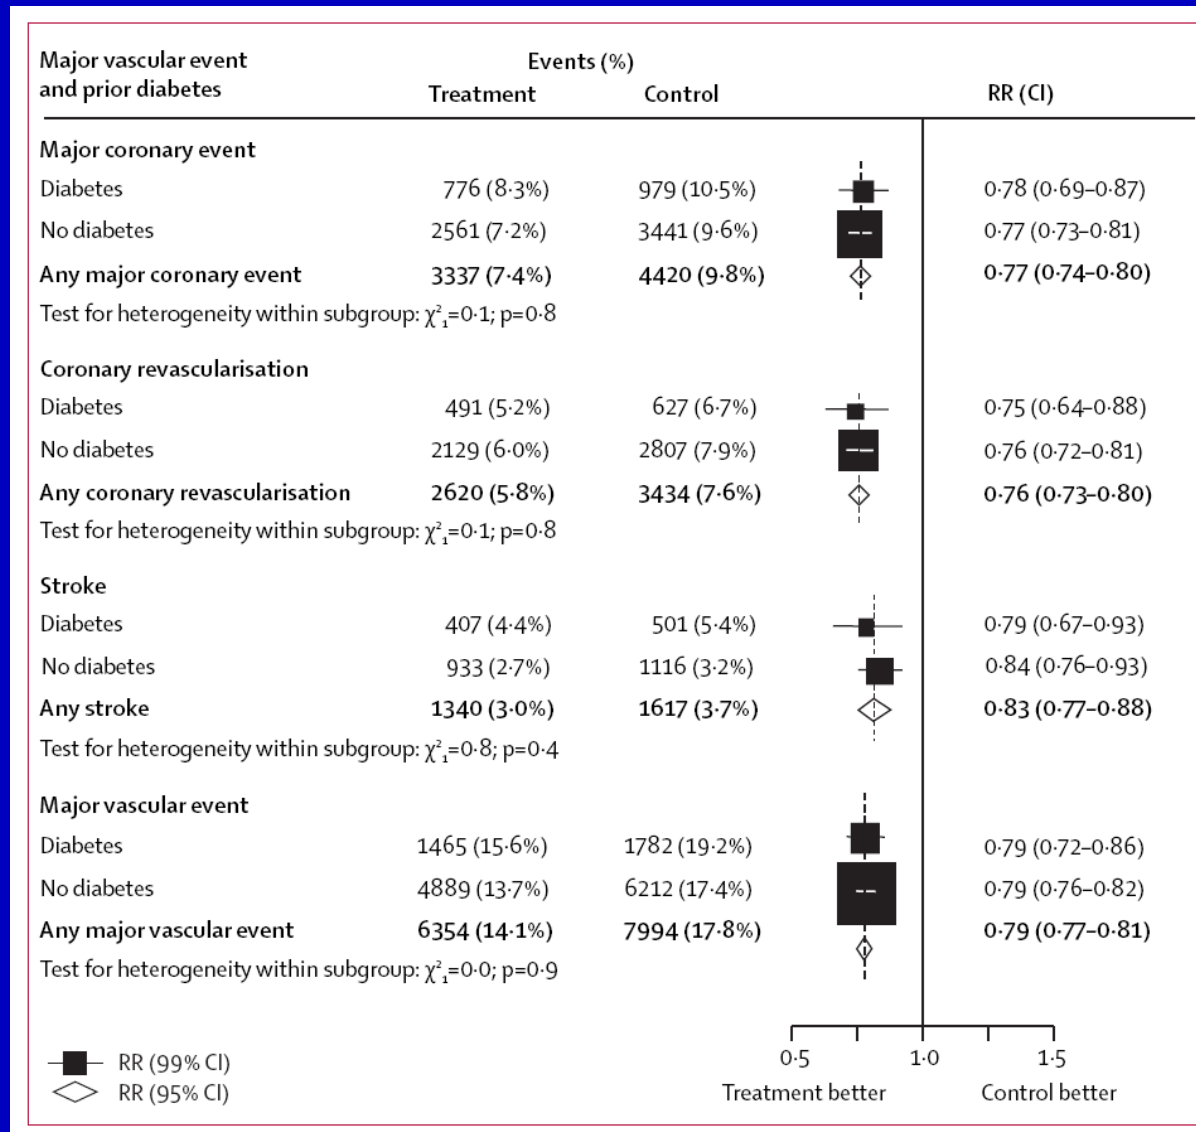 Major vascular event and prior diabetes Events (%) Treatment Control RR (CI)
Major coronary event
Diabetes 776 (8·3%) 979 (10·5%) 0·78 (0·69–0·87)
No diabetes 2561 (7·2%) 3441 (9·6%) 0·77 (0·73–0·81)
Any major coronary event 3337 (7·4%) 4420 (9·8%) 0·77 (0·74–0·80)
Test for heterogeneity within subgroup: χ²₁=0·1; p=0·8
Coronary revascularisation
Diabetes 491 (5·2%) 627 (6·7%) 0·75 (0·64–0·88)
No diabetes 2129 (6·0%) 2807 (7·9%) 0·76 (0·72–0·81)
Any coronary revascularisation 2620 (5·8%) 3434 (7·6%) 0·76 (0·73–0·80)
Test for heterogeneity within subgroup: χ²₁=0·1; p=0·8
Stroke
Diabetes 407 (4·4%) 501 (5·4%) 0·79 (0·67–0·93)
No diabetes 933 (2·7%) 1116 (3·2%) 0·84 (0·76–0·93)
Any stroke 1340 (3·0%) 1617 (3·7%) 0·83 (0·77–0·88)
Test for heterogeneity within subgroup: χ²₁=0·8; p=0·4
Major vascular event
Diabetes 1465 (15·6%) 1782 (19·2%) 0·79 (0·72–0·86)
No diabetes 4889 (13·7%) 6212 (17·4%) 0·79 (0·76–0·82)
Any major vascular event 6354 (14·1%) 7994 (17·8%) 0·79 (0·77–0·81)
Test for heterogeneity within subgroup: χ²₁=0·0; p=0·9
0·5 1·0 1·5
Treatment better Control better
RR (99% CI)
RR (95% CI)